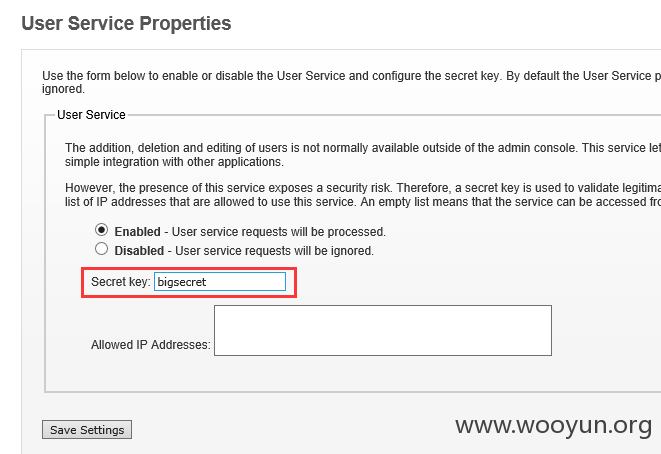 User Service Properties
Use the form below to enable or disable the User Service and configure the secret key. By default the User Service p
ignored.
User Service
The addition, deletion and editing of users is not normally available outside of the admin console. This service let
simple integration with other applications.
However, the presence of this service exposes a security risk. Therefore, a secret key is used to validate legitima
list of IP addresses that are allowed to use this service. An empty list means that the service can be accessed fro
Enabled - User service requests will be processed.
Disabled - User service requests will be ignored.
Secret key: bigsecret
Allowed IP Addresses:
Save Settings
www.wooyun.org